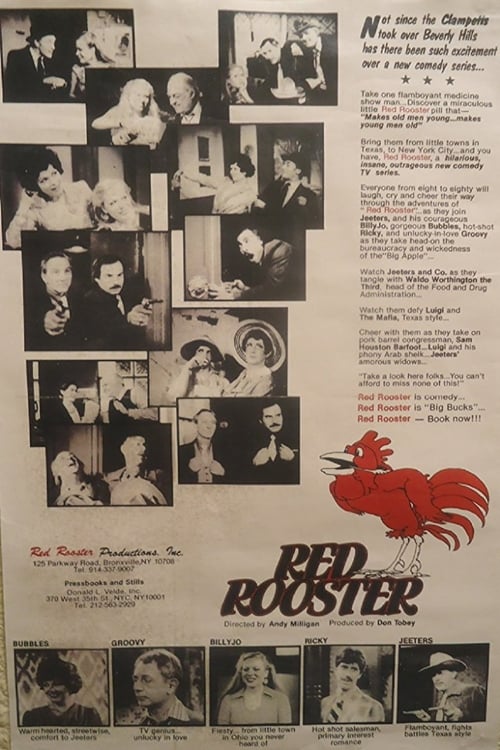 Not since the Clampetts
took over Beverly Hills
has there been such excitement
over a new comedy series...
Take one flamboyant medicine
show man...Discover a miraculous
little Red Rooster pill that—
"Makes old men young...makes
young men old"
Bring them from little towns in
Texas, to New York City...and you
have, Red Rooster, a hilarious,
insane, outrageous new comedy
TV series.
Everyone from eight to eighty will
laugh, cry and cheer their way
through the adventures of
"Red Rooster"...as they join
Jeeters, and his courageous
BillyJo, gorgeous Bubbles, hot-shot
Ricky, and unlucky-in-love Groovy
as they take head-on the
bureaucracy and wickedness
of the "Big Apple"...
Watch Jeeters and Co. as they
tangle with Waldo Worthington the
Third, head of the Food and Drug
Administration...
Watch them defy Luigi and
The Mafia, Texas style...
Cheer with them as they take on
pork barrel congressman, Sam
Houston Barfoot...Luigi and his
phony Arab sheik...Jeeters'
amorous widows...
"Take a look here folks...You can't
afford to miss none of this!"
Red Rooster is comedy...
Red Rooster is "Big Bucks"...
Red Rooster — Book now!!!
Red Rooster Productions, Inc.
125 Parkway Road, Bronxville, NY 10708
Tel. 914-337-9007
Pressbooks and Stills
Donald L. Velde, Inc.
370 West 35th St., NYC, NY10001
Tel. 212-563-2929
RED
ROOSTER
Directed by Andy Milligan Produced by Don Tobey
BUBBLES
Warm hearted, streetwise,
comfort to Jeeters
GROOVY
TV genius...
unlucky in love
BILLYJO
Fiesty... from little town
in Ohio you never
heard of
RICKY
Hot shot salesman,
primary interest
romance
JEETERS
Flamboyant, fights
battles Texas style